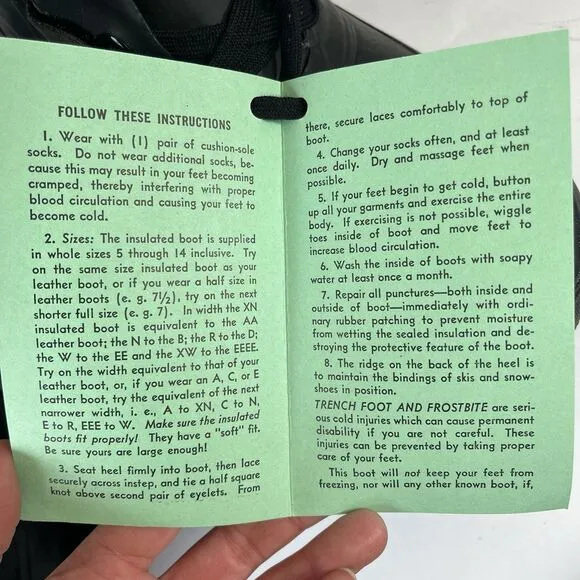 FOLLOW THESE INSTRUCTIONS
1. Wear with (1) pair of cushion-sole
socks. Do not wear additional socks, be-
cause this may result in your feet becoming
cramped, thereby interfering with proper
blood circulation and causing your feet to
become cold.
2. Sizes: The insulated boot is supplied
in whole sizes 5 through 14 inclusive. Try
on the same size insulated boot as your
leather boot, or if you wear a half size in
leather boots (e. g. 7½), try on the next
shorter full size (e. g. 7). In width the XN
insulated boot is equivalent to the AA
leather boot; the N to the B; the R to the D;
the W to the EE and the XW to the EEEE.
Try on the width equivalent to that of your
leather boot, or, if you wear an A, C, or E
leather boot, try the equivalent of the next
narrower width, i. e., A to XN, C to N,
E to R, EEE to W. Make sure the insulated
boots fit properly! They have a "soft" fit.
Be sure yours are large enough!
3. Seat heel firmly into boot, then lace
securely across instep, and tie a half square
knot above second pair of eyelets. From
there, secure laces comfortably to top of
boot.
4. Change your socks often, and at least
once daily. Dry and massage feet when
possible.
5. If your feet begin to get cold, button
up all your garments and exercise the entire
body. If exercising is not possible, wiggle
toes inside of boot and move feet to
increase blood circulation.
6. Wash the inside of boots with soapy
water at least once a month.
7. Repair all punctures—both inside and
outside of boot—immediately with ordi-
nary rubber patching to prevent moisture
from wetting the sealed insulation and de-
stroying the protective feature of the boot.
8. The ridge on the back of the heel is
to maintain the bindings of skis and snow-
shoes in position.
TRENCH FOOT AND FROSTBITE are seri-
ous cold injuries which can cause permanent
disability if you are not careful. These
injuries can be prevented by taking proper
care of your feet.
This boot will not keep your feet from
freezing, nor will any other known boot, if,